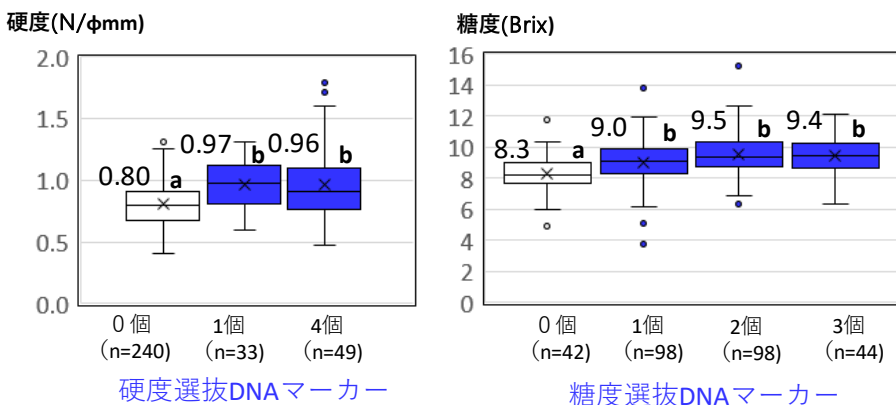 硬度(N/φmm)
2.0
1.5
1.0
0.5
0.0
0.80
a
0.97
b
0.96
b
０個
1個
4個
（n=240)
（n=33)
（n=49)
硬度選抜DNAマーカー
糖度(Brix)
16
14
12
10
8
6
4
2
0
8.3
a
9.0
b
9.5
b
9.4
b
０個
1個
2個
3個
（n=42)
（n=98)
（n=98)
（n=44)
糖度選抜DNAマーカー